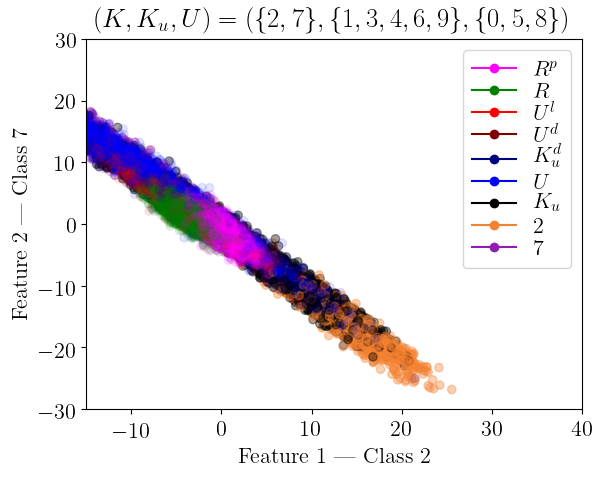 (K, K_u, U) = ({2, 7}, {1, 3, 4, 6, 9}, {0, 5, 8})
30
20
10
0
−10
−20
−30
Feature 2 — Class 7
R^p
R
U^l
U^d
K_u^d
U
K_u
2
7
−10
0
10
20
30
40
Feature 1 — Class 2